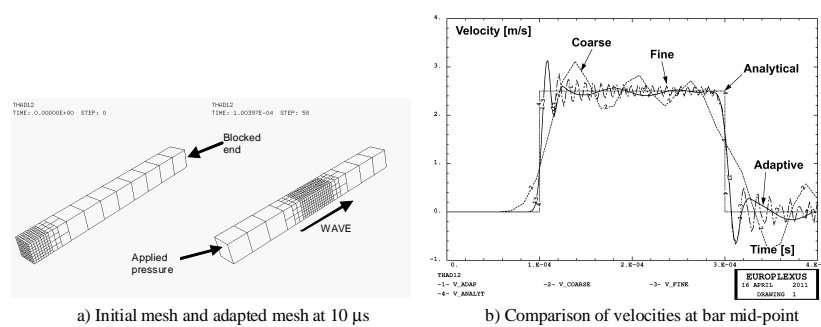 THAD12
TIME: 0.00000E+00 STEP: 0
THAD12
TIME: 1.00397E-04 STEP: 58
Blocked
end
WAVE
Applied
pressure
a) Initial mesh and adapted mesh at 10 μs
Velocity [m/s]
Coarse
Fine
Analytical
Adaptive
Time [s]
4.
3.
2.
1.
0.
-1.
0.
1.E-04
2.E-04
3.E-04
4.E-
THAD12
-1- V_ADAP
-2- V_COARSE
-3- V_FINE
-4- V_ANALYT
EUROPLEXUS
16 APRIL 2011
DRAWING 1
b) Comparison of velocities at bar mid-point